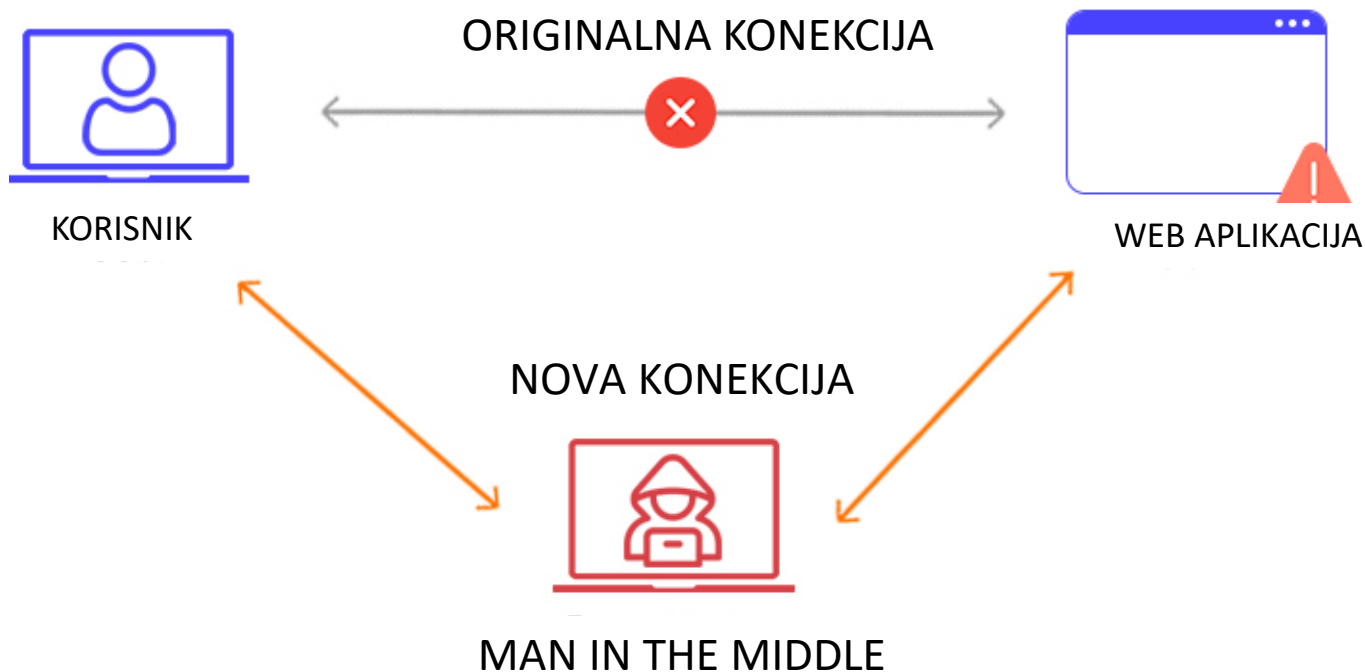 ORIGINALNA KONEKCIJA
KORISNIK
WEB APLIKACIJA
NOVA KONEKCIJA
MAN IN THE MIDDLE